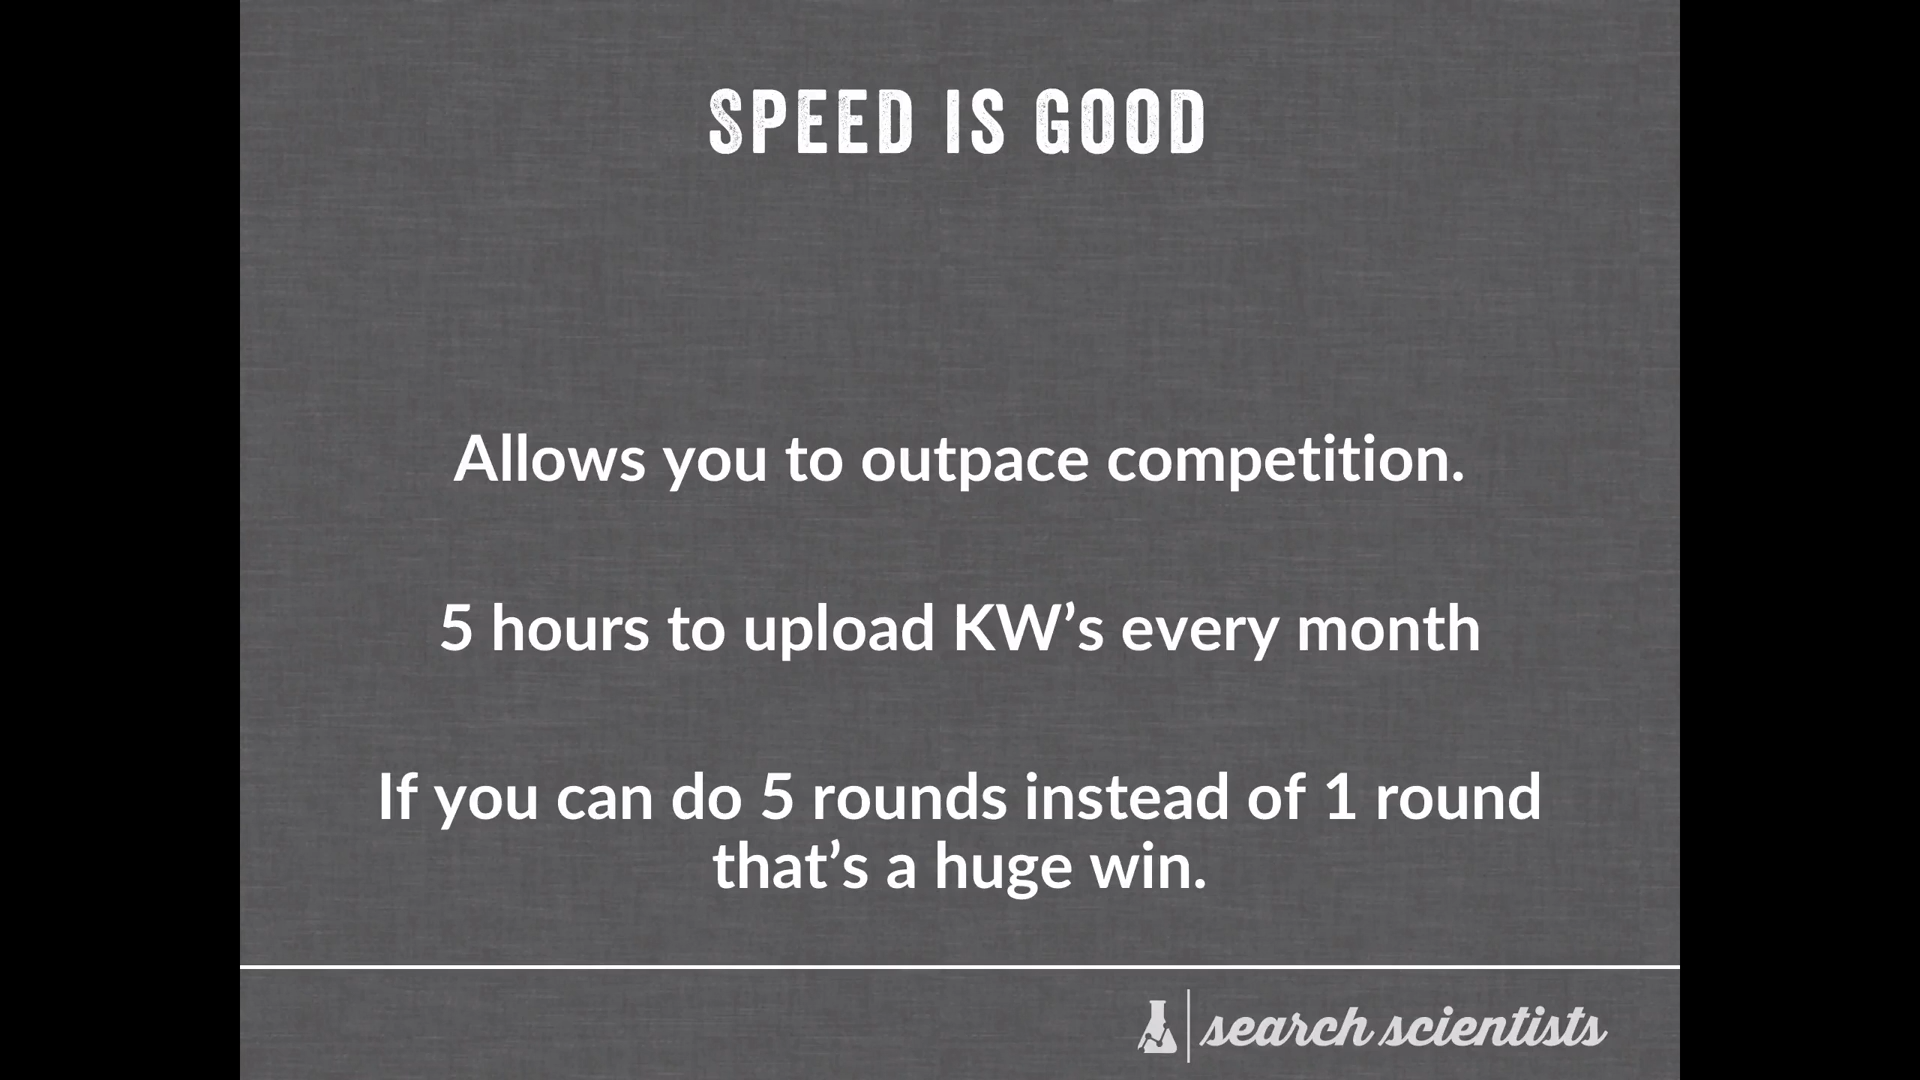 SPEED IS GOOD
Allows you to outpace competition.
5 hours to upload KW’s every month
If you can do 5 rounds instead of 1 round
that’s a huge win.
search scientists